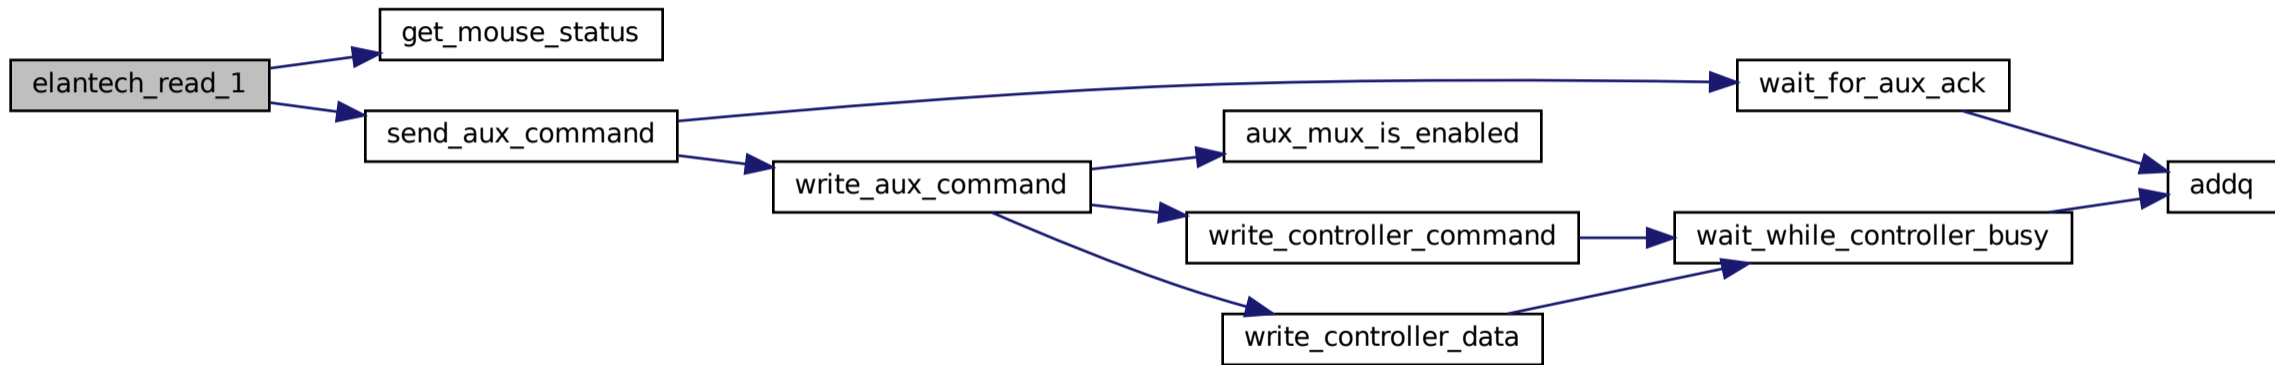 get_mouse_status
elantech_read_1
send_aux_command
wait_for_aux_ack
aux_mux_is_enabled
write_aux_command
addq
write_controller_command
wait_while_controller_busy
write_controller_data